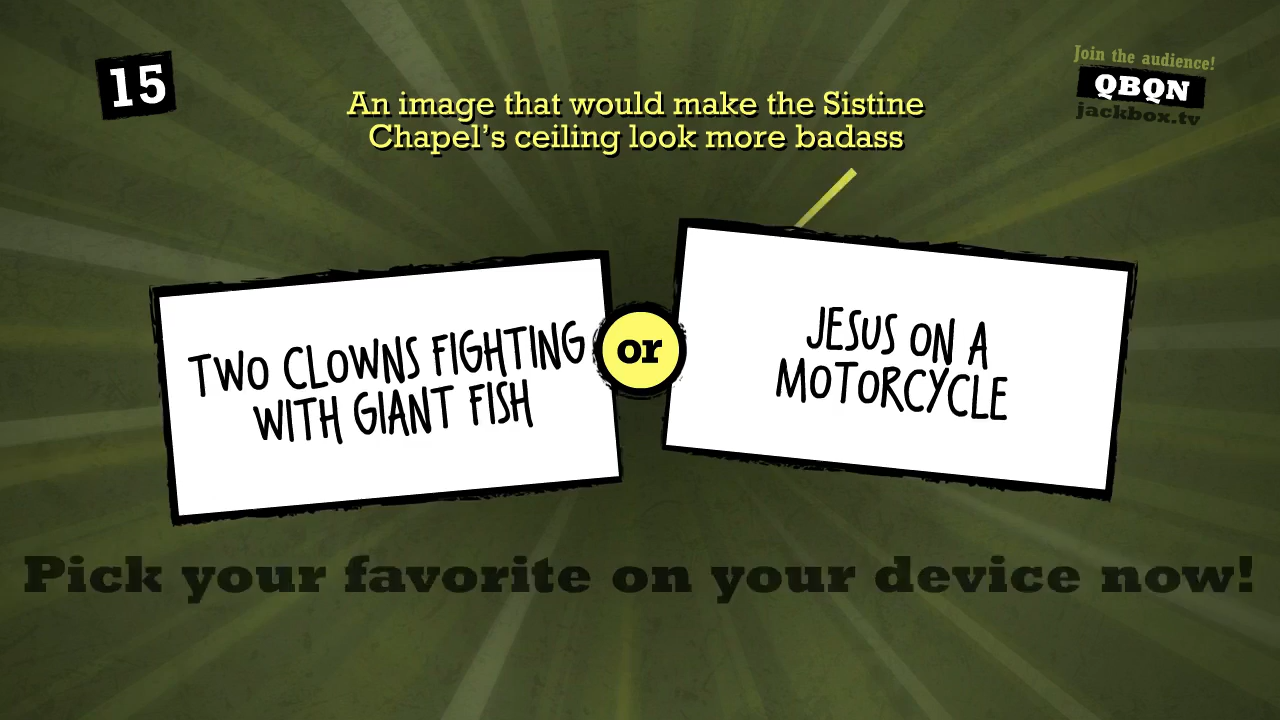 15
Join the audience!
QBQN
jackbox.tv
An image that would make the Sistine
Chapel's ceiling look more badass
TWO CLOWNS FIGHTING
WITH GIANT FISH
or
JESUS ON A
MOTORCYCLE
Pick your favorite on your device now!